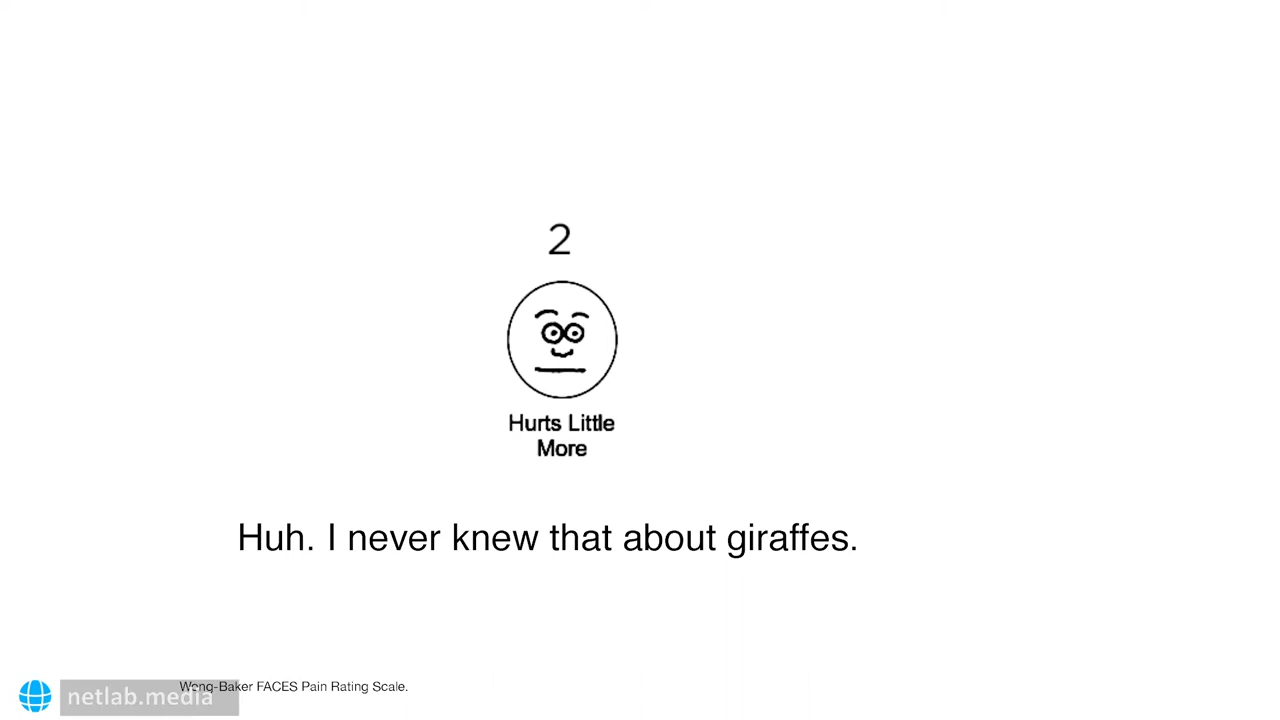 2
Hurts Little
More
Huh. I never knew that about giraffes.
Wong-Baker FACES Pain Rating Scale.
netlab.media